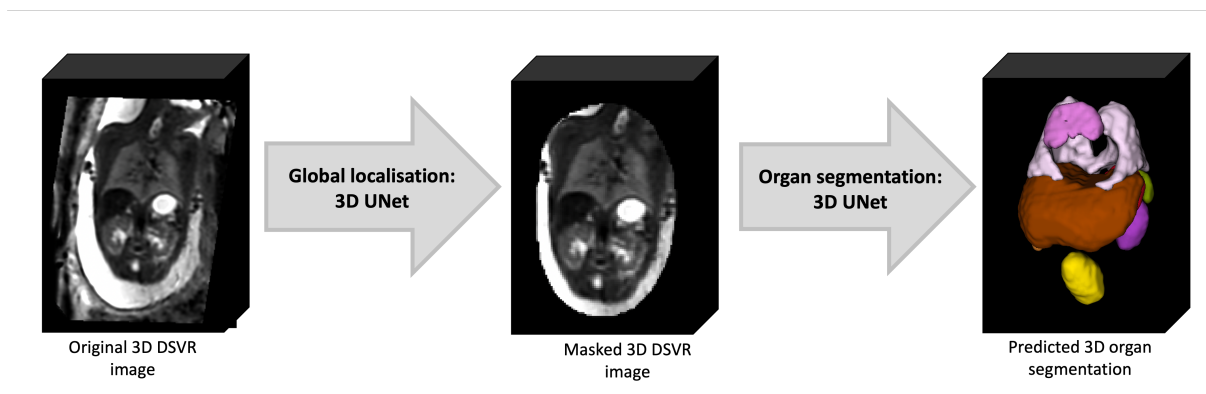 Global localisation:
3D UNet
Organ segmentation:
3D UNet
Original 3D DSVR
image
Masked 3D DSVR
image
Predicted 3D organ
segmentation